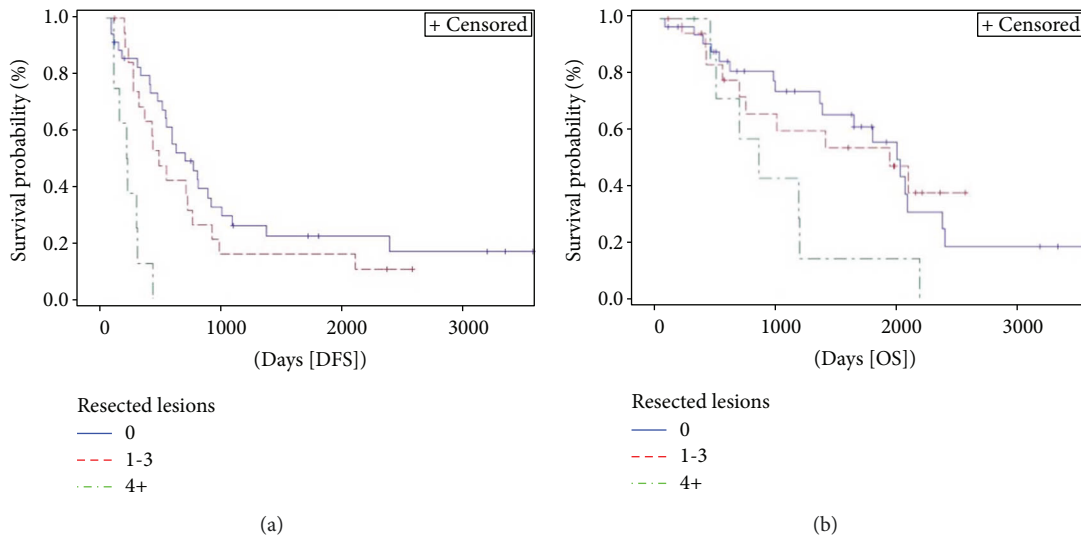 1.0
0.8
0.6
0.4
0.2
0.0
Survival probability (%)
+ Censored
0 1000 2000 3000
(Days [DFS])
Resected lesions
0
1-3
4+
(a)
1.0
0.8
0.6
0.4
0.2
0.0
Survival probability (%)
+ Censored
0 1000 2000 3000
(Days [OS])
Resected lesions
0
1-3
4+
(b)